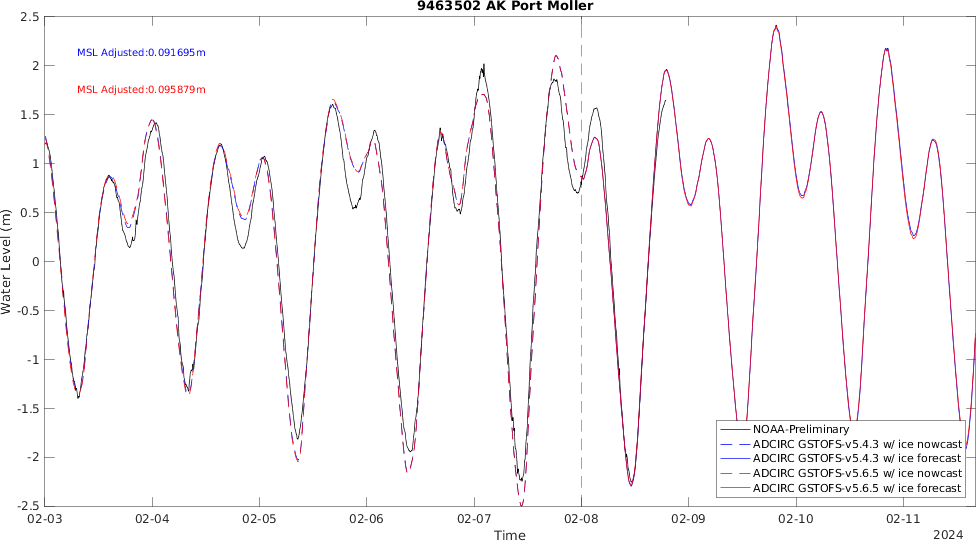 9463502 AK Port Moller
2.5
2
1.5
1
0.5
0
-0.5
-1
-1.5
-2
-2.5
Water Level (m)
MSL Adjusted:0.091695m
MSL Adjusted:0.095879m
NOAA-Preliminary
ADCIRC GSTOFS-v5.4.3 w/ ice nowcast
ADCIRC GSTOFS-v5.4.3 w/ ice forecast
ADCIRC GSTOFS-v5.6.5 w/ ice nowcast
ADCIRC GSTOFS-v5.6.5 w/ ice forecast
02-03 02-04 02-05 02-06 02-07 02-08 02-09 02-10 02-11
Time
2024